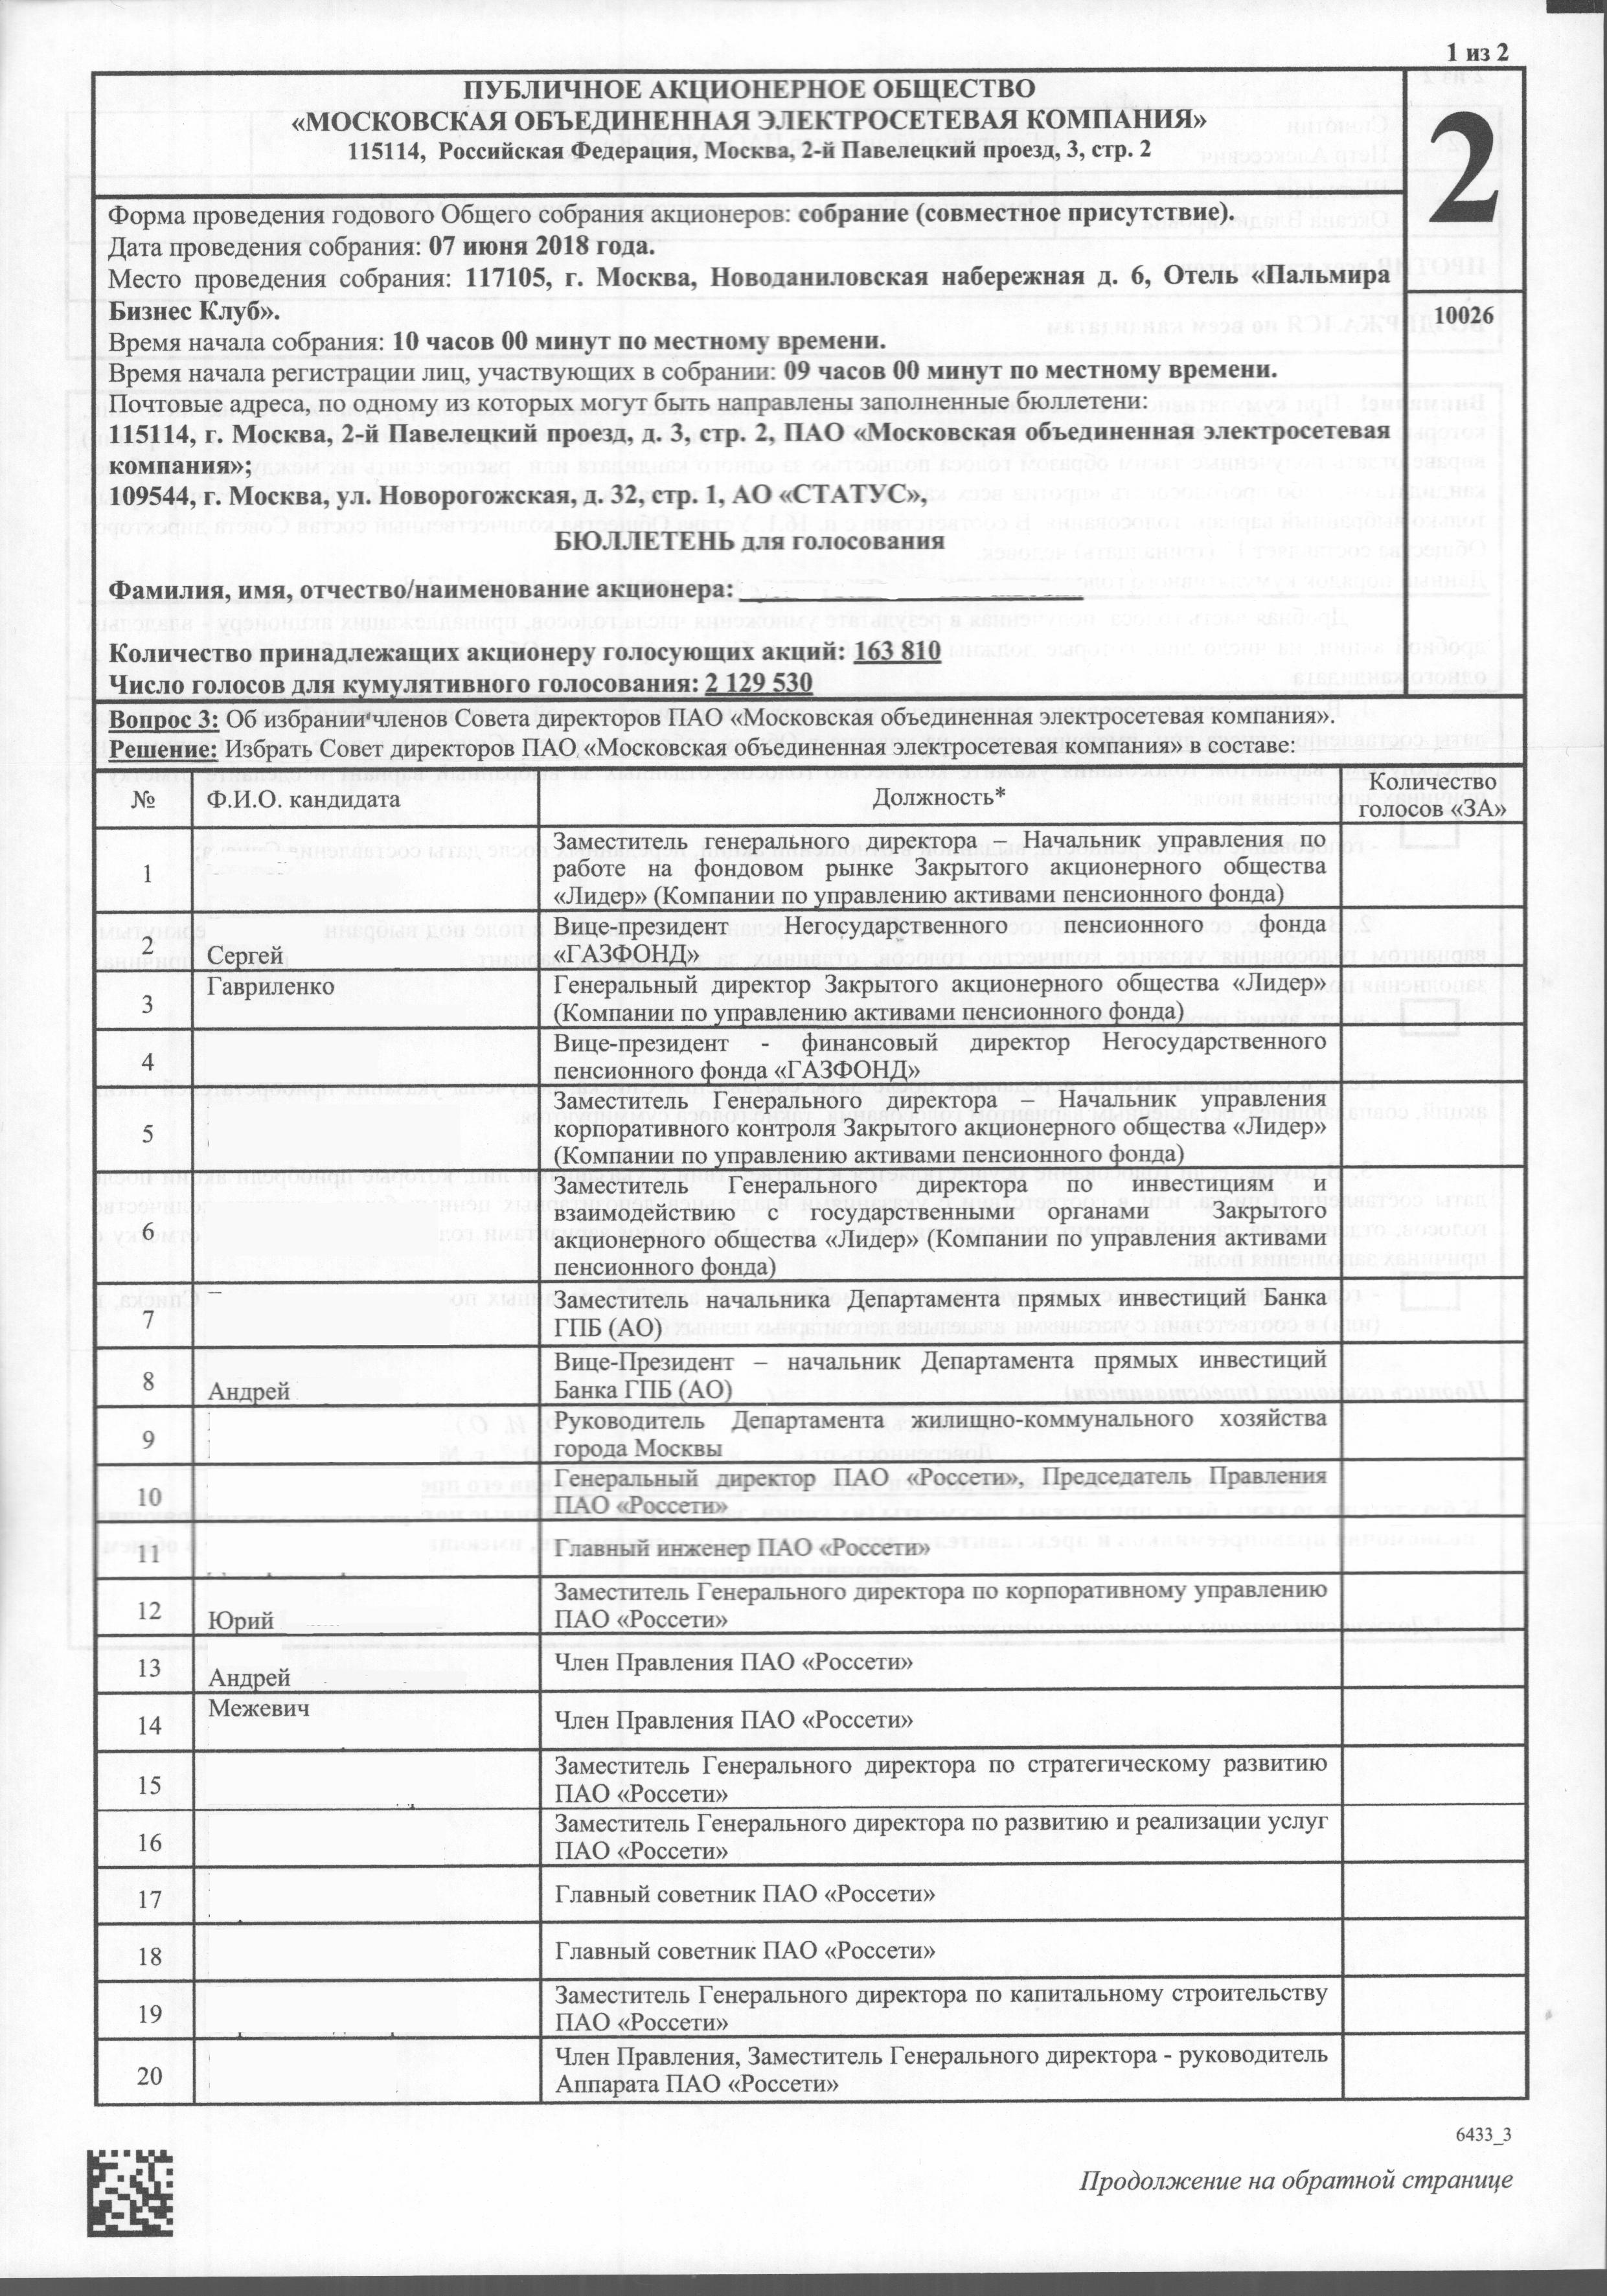 1 из 2
ПУБЛИЧНОЕ АКЦИОНЕРНОЕ ОБЩЕСТВО
«МОСКОВСКАЯ ОБЪЕДИНЕННАЯ ЭЛЕКТРОСЕТЕВАЯ КОМПАНИЯ»
115114, Российская Федерация, Москва, 2-й Павелецкий проезд, 3, стр. 2
2
Форма проведения годового Общего собрания акционеров: собрание (совместное присутствие).
Дата проведения собрания: 07 июня 2018 года.
Место проведения собрания: 117105, г. Москва, Новоданиловская набережная д. 6, Отель «Пальмира
Бизнес Клуб».
10026
Время начала собрания: 10 часов 00 минут по местному времени.
Время начала регистрации лиц, участвующих в собрании: 09 часов 00 минут по местному времени.
Почтовые адреса, по одному из которых могут быть направлены заполненные бюллетени:
115114, г. Москва, 2-й Павелецкий проезд, д. 3, стр. 2, ПАО «Московская объединенная электросетевая
компания»;
109544, г. Москва, ул. Новорогожская, д. 32, стр. 1, АО «СТАТУС»,
БЮЛЛЕТЕНЬ для голосования
Фамилия, имя, отчество/наименование акционера:
Количество принадлежащих акционеру голосующих акций: 163 810
Число голосов для кумулятивного голосования: 2 129 530
Вопрос 3: Об избрании членов Совета директоров ПАО «Московская объединенная электросетевая компания».
Решение: Избрать Совет директоров ПАО «Московская объединенная электросетевая компания» в составе:
№ Ф.И.О. кандидата Должность* Количество
голосов «ЗА»
1 Заместитель генерального директора – Начальник управления по
работе на фондовом рынке Закрытого акционерного общества
«Лидер» (Компании по управлению активами пенсионного фонда)
2 Вице-президент Негосударственного пенсионного фонда
Сергей «ГАЗФОНД»
3 Гавриленко Генеральный директор Закрытого акционерного общества «Лидер»
(Компании по управлению активами пенсионного фонда)
4 Вице-президент - финансовый директор Негосударственного
пенсионного фонда «ГАЗФОНД»
5 Заместитель Генерального директора – Начальник управления
корпоративного контроля Закрытого акционерного общества «Лидер»
(Компании по управлению активами пенсионного фонда)
6 Заместитель Генерального директора по инвестициям и
взаимодействию с государственными органами Закрытого
акционерного общества «Лидер» (Компании по управления активами
пенсионного фонда)
7 Заместитель начальника Департамента прямых инвестиций Банка
ГПБ (АО)
8 Вице-Президент – начальник Департамента прямых инвестиций
Андрей Банка ГПБ (АО)
9 Руководитель Департамента жилищно-коммунального хозяйства
города Москвы
10 Генеральный директор ПАО «Россети», Председатель Правления
ПАО «Россети»
11 Главный инженер ПАО «Россети»
12 Заместитель Генерального директора по корпоративному управлению
Юрий ПАО «Россети»
13 Андрей Член Правления ПАО «Россети»
14 Межевич Член Правления ПАО «Россети»
15 Заместитель Генерального директора по стратегическому развитию
ПАО «Россети»
16 Заместитель Генерального директора по развитию и реализации услуг
ПАО «Россети»
17 Главный советник ПАО «Россети»
18 Главный советник ПАО «Россети»
19 Заместитель Генерального директора по капитальному строительству
ПАО «Россети»
20 Член Правления, Заместитель Генерального директора - руководитель
Аппарата ПАО «Россети»
6433_3
Продолжение на обратной странице